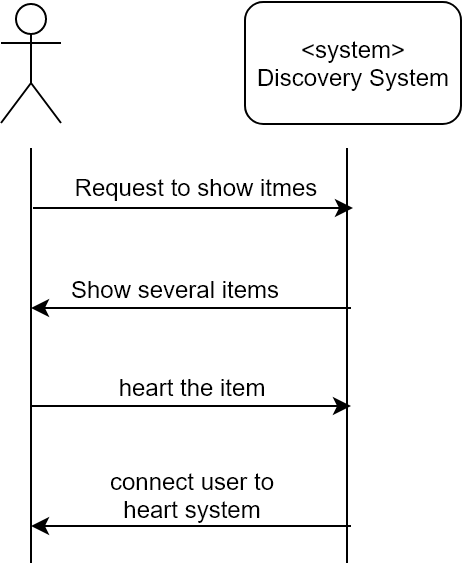 <system>
Discovery System
Request to show itmes
Show several items
heart the item
connect user to
heart system